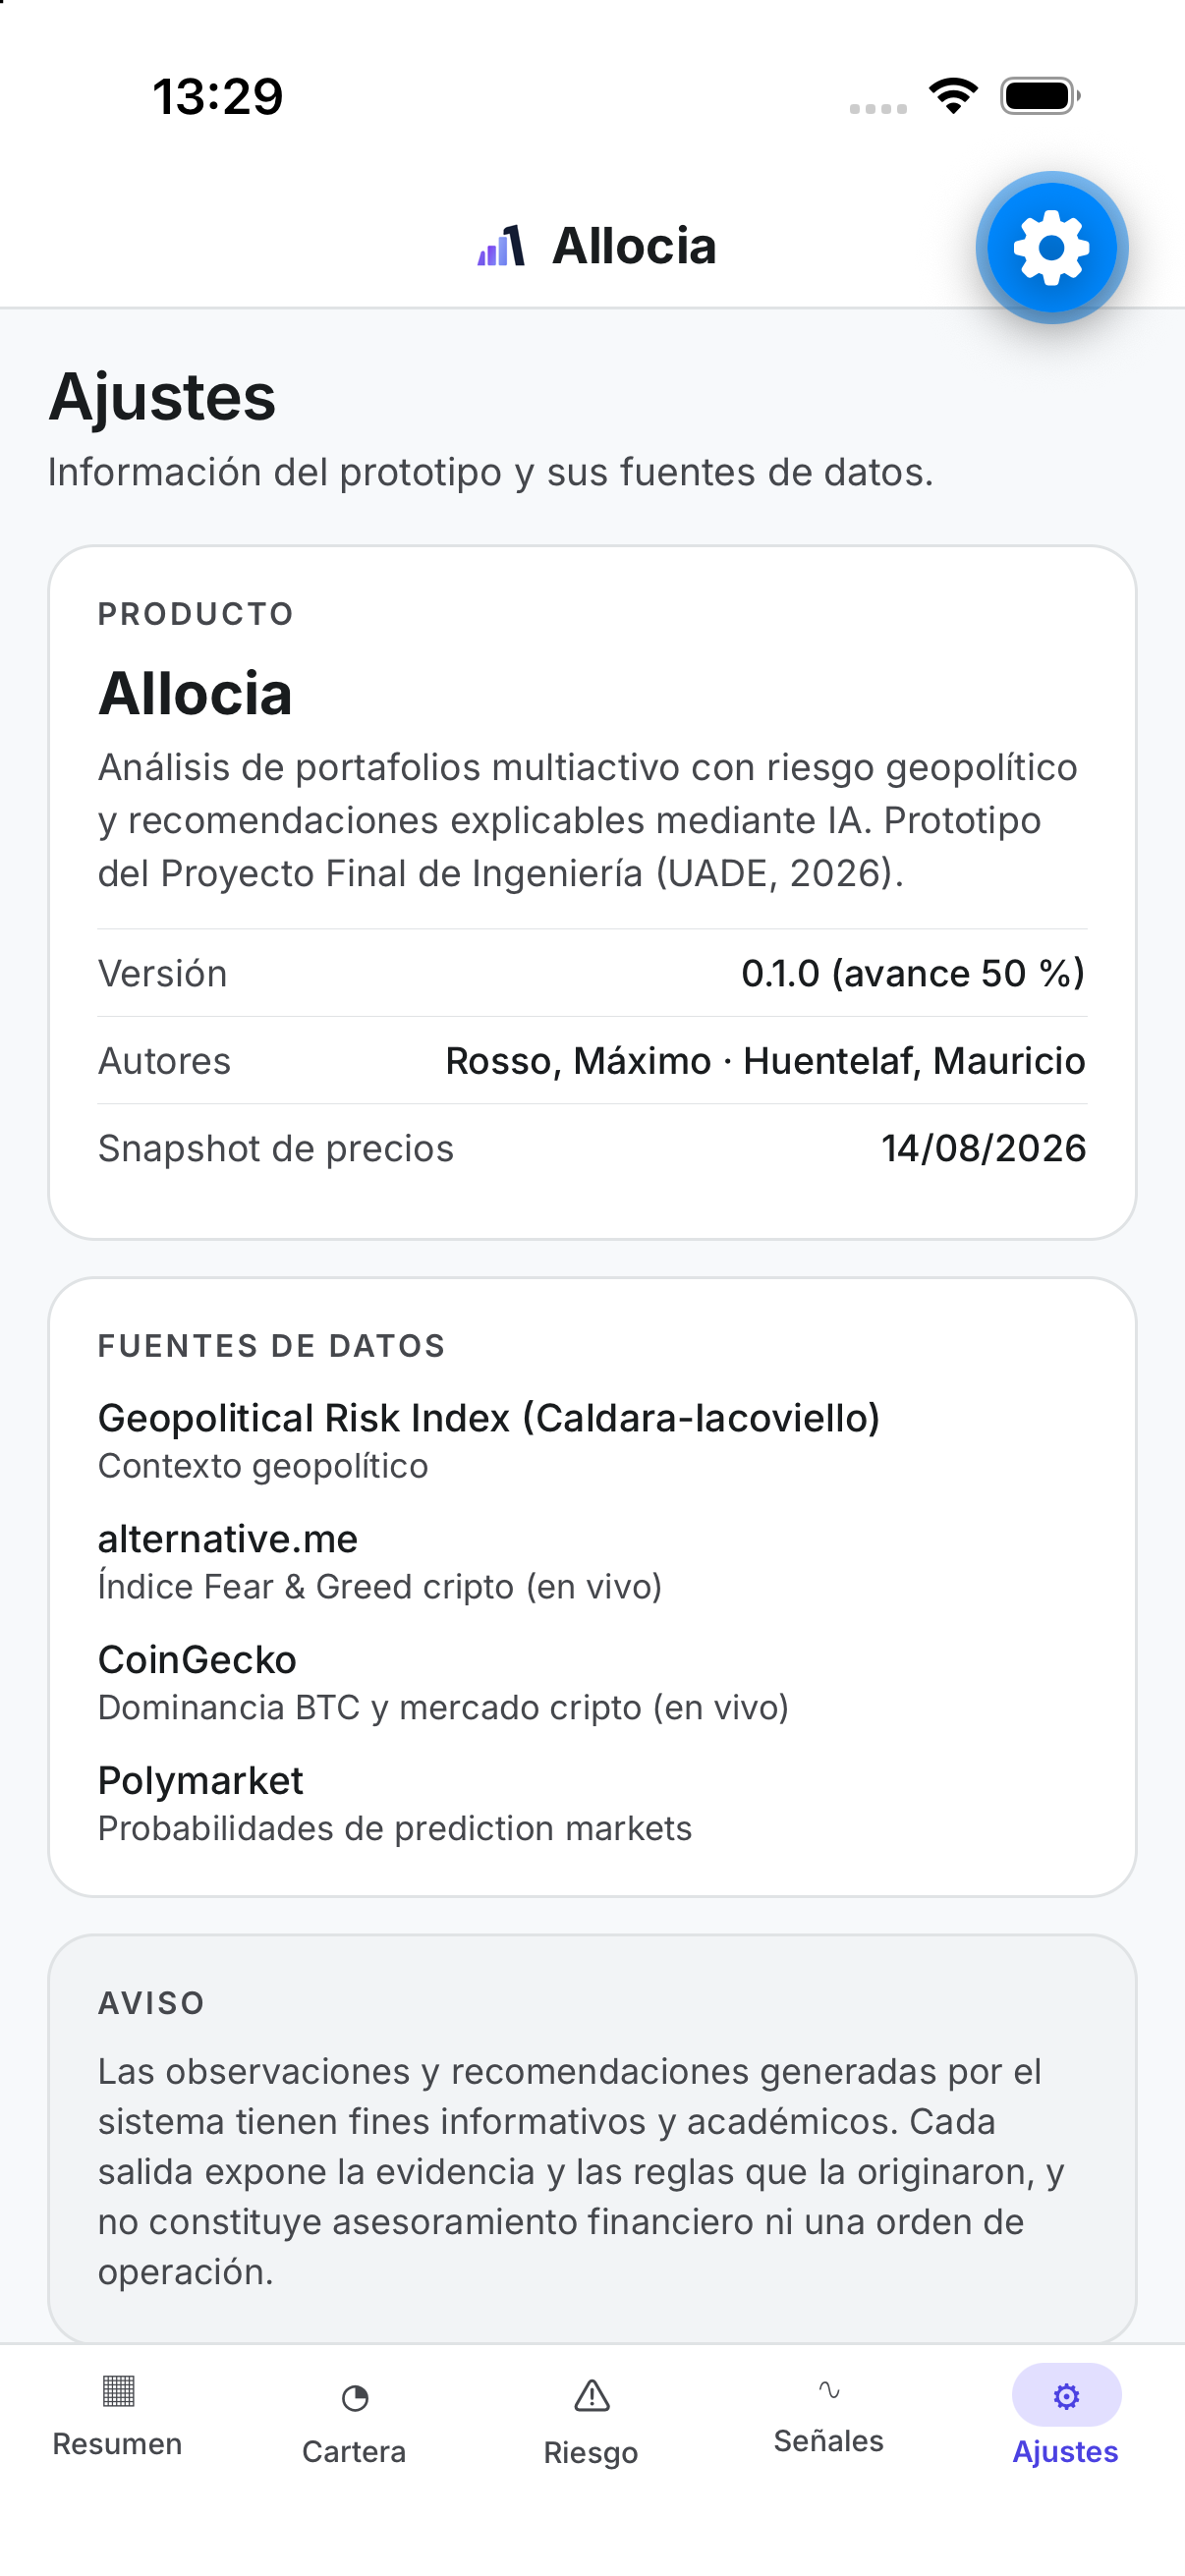 13:29
Allocia
Ajustes
Información del prototipo y sus fuentes de datos.
PRODUCTO
Allocia
Análisis de portafolios multiactivo con riesgo geopolítico
y recomendaciones explicables mediante IA. Prototipo
del Proyecto Final de Ingeniería (UADE, 2026).
Versión 0.1.0 (avance 50 %)
Autores Rosso, Máximo · Huentelaf, Mauricio
Snapshot de precios 14/08/2026
FUENTES DE DATOS
Geopolitical Risk Index (Caldara-Iacoviello)
Contexto geopolítico
alternative.me
Índice Fear & Greed cripto (en vivo)
CoinGecko
Dominancia BTC y mercado cripto (en vivo)
Polymarket
Probabilidades de prediction markets
AVISO
Las observaciones y recomendaciones generadas por el
sistema tienen fines informativos y académicos. Cada
salida expone la evidencia y las reglas que la originaron, y
no constituye asesoramiento financiero ni una orden de
operación.
Resumen Cartera Riesgo Señales Ajustes